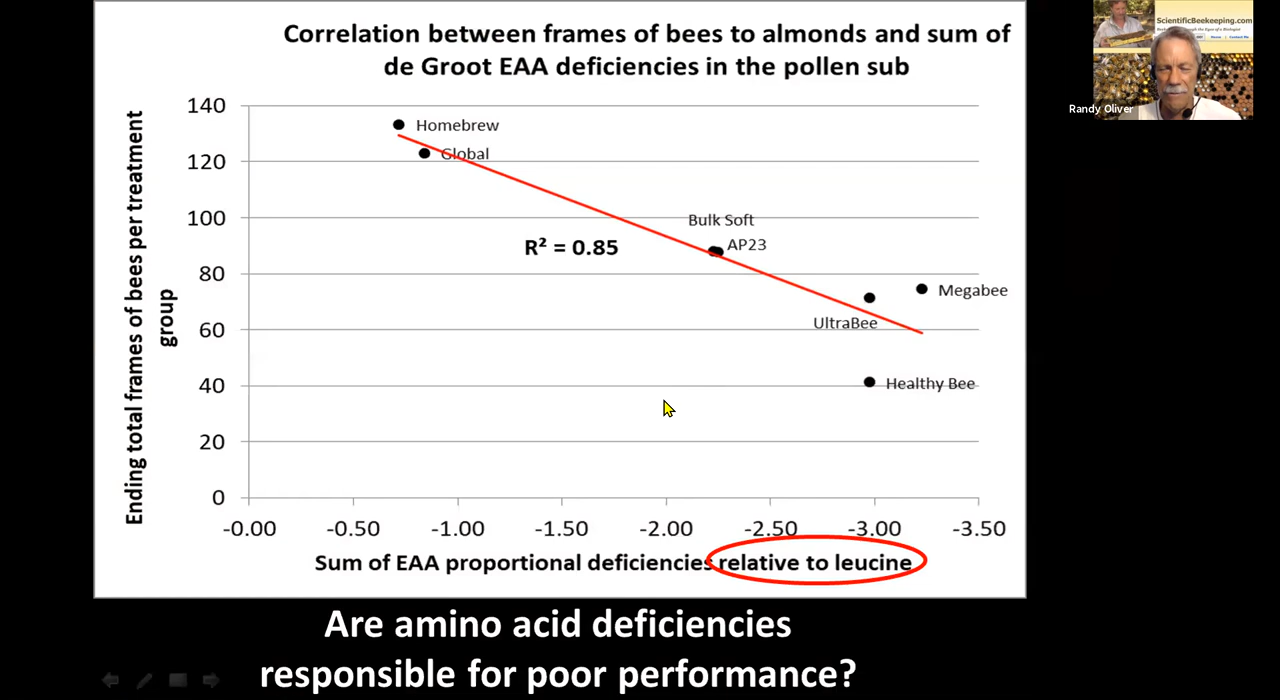 Correlation between frames of bees to almonds and sum of
de Groot EAA deficiencies in the pollen sub
Ending total frames of bees per treatment
group
140
120
100
80
60
40
20
0
Homebrew
Global
Bulk Soft
AP23
R² = 0.85
Megabee
UltraBee
Healthy Bee
-0.00 -0.50 -1.00 -1.50 -2.00 -2.50 -3.00 -3.50
Sum of EAA proportional deficiencies relative to leucine
Are amino acid deficiencies
responsible for poor performance?
ScientificBeekeeping.com
Randy Oliver